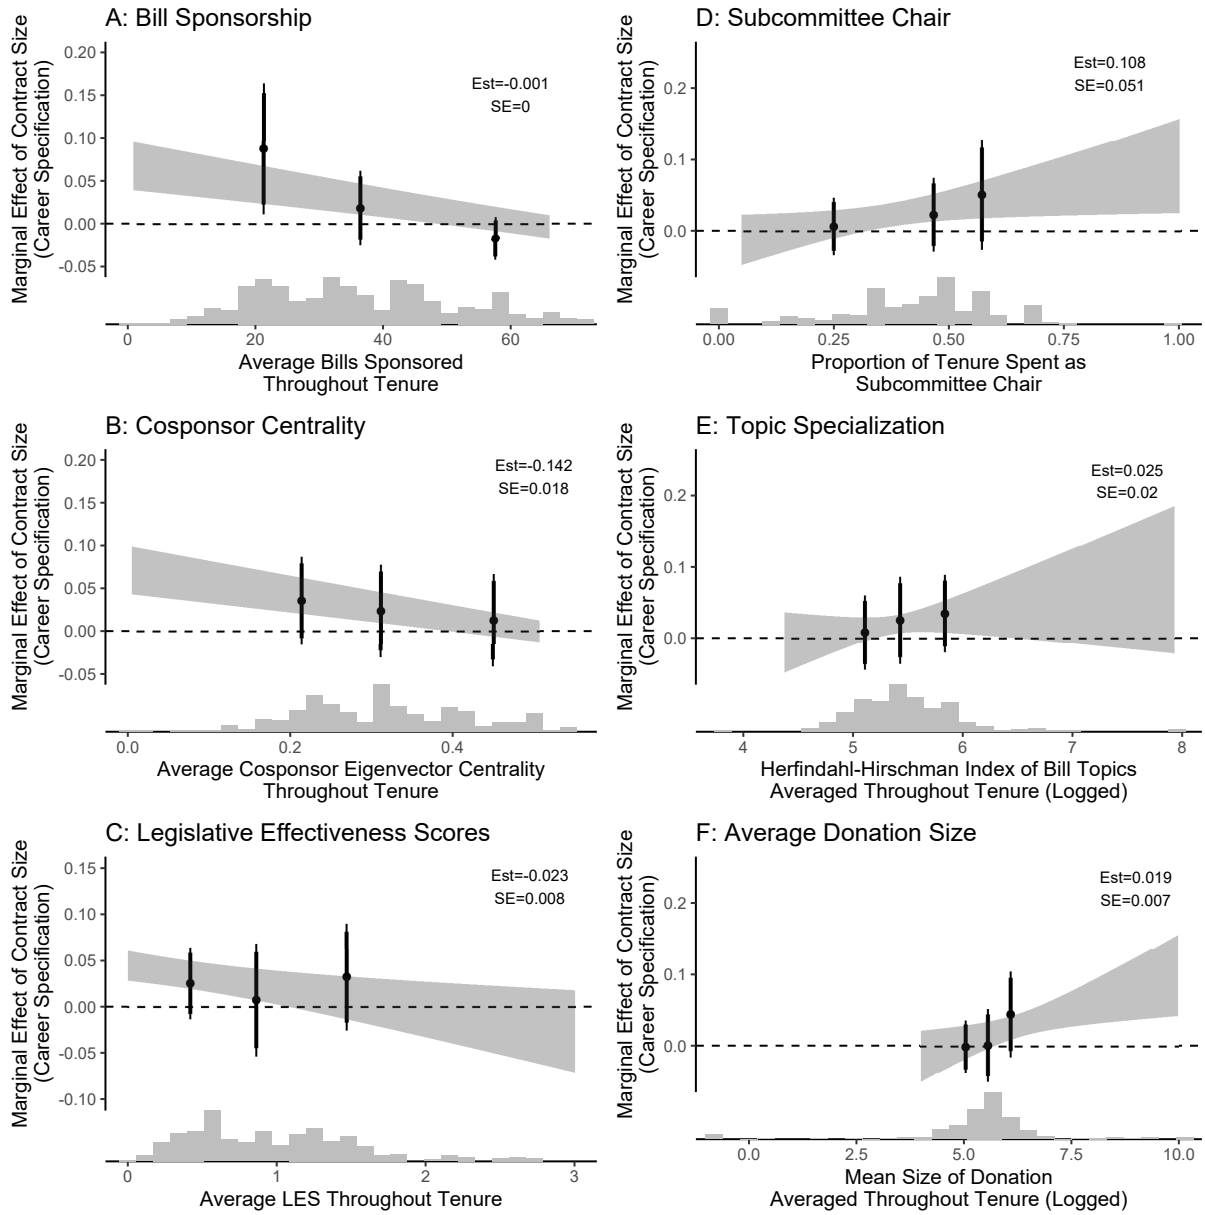 A: Bill Sponsorship
Marginal Effect of Contract Size
(Career Specification)
0.20
0.15
0.10
0.05
0.00
-0.05
Est=-0.001
SE=0
0
20
40
60
Average Bills Sponsored
Throughout Tenure
D: Subcommittee Chair
Marginal Effect of Contract Size
(Career Specification)
0.2
0.1
0.0
Est=0.108
SE=0.051
0.00
0.25
0.50
0.75
1.00
Proportion of Tenure Spent as
Subcommittee Chair
B: Cosponsor Centrality
Marginal Effect of Contract Size
(Career Specification)
0.20
0.15
0.10
0.05
0.00
-0.05
Est=-0.142
SE=0.018
0.0
0.2
0.4
Average Cosponsor Eigenvector Centrality
Throughout Tenure
E: Topic Specialization
Marginal Effect of Contract Size
(Career Specification)
0.2
0.1
0.0
Est=0.025
SE=0.02
4
5
6
7
8
Herfindahl-Hirschman Index of Bill Topics
Averaged Throughout Tenure (Logged)
C: Legislative Effectiveness Scores
Marginal Effect of Contract Size
(Career Specification)
0.15
0.10
0.05
0.00
-0.05
-0.10
Est=-0.023
SE=0.008
0
1
2
3
Average LES Throughout Tenure
F: Average Donation Size
Marginal Effect of Contract Size
(Career Specification)
0.2
0.1
0.0
Est=0.019
SE=0.007
0.0
2.5
5.0
7.5
10.0
Mean Size of Donation
Averaged Throughout Tenure (Logged)